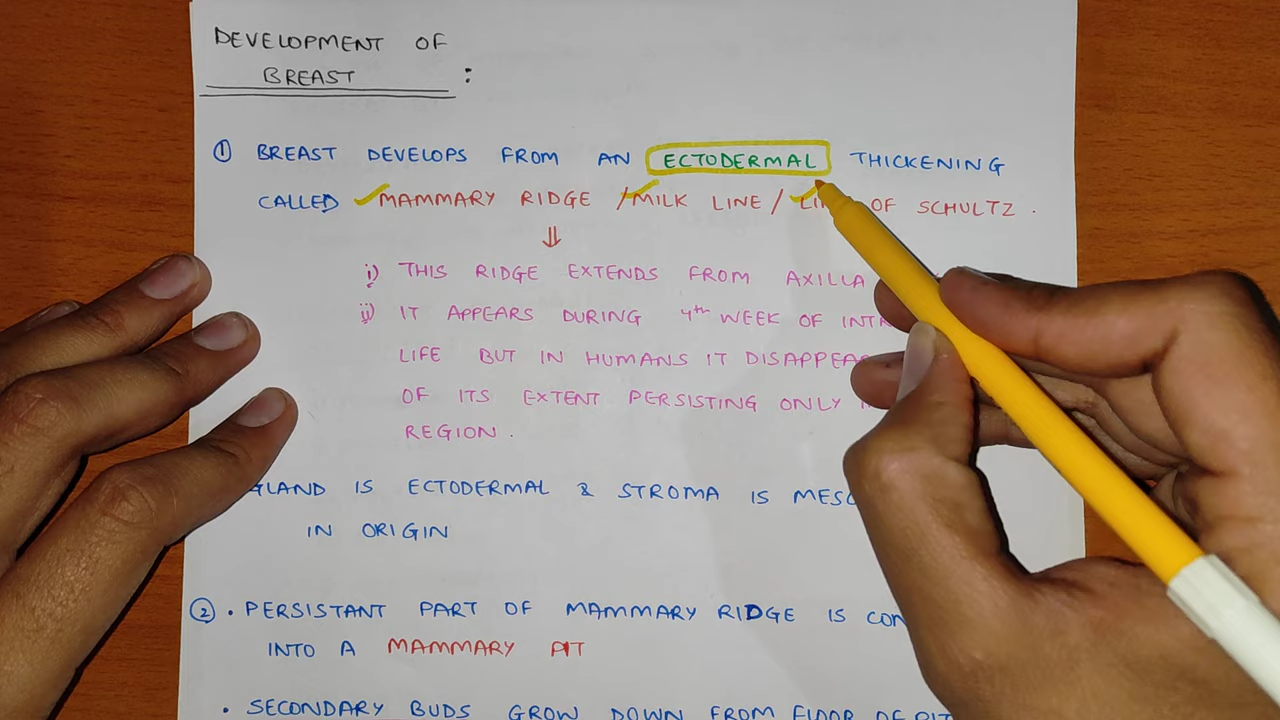 DEVELOPMENT OF
BREAST :
① BREAST DEVELOPS FROM AN ECTODERMAL THICKENING
CALLED MAMMARY RIDGE / MILK LINE / OF SCHULTZ .
⇓
i) THIS RIDGE EXTENDS FROM AXILLA
ii) IT APPEARS DURING 4th WEEK OF
LIFE BUT IN HUMANS IT
OF ITS EXTENT PERSISTING ONLY
REGION .
GLAND IS ECTODERMAL & STROMA IS
IN ORIGIN
② . PERSISTANT PART OF MAMMARY RIDGE IS
INTO A MAMMARY PIT
. SECONDARY BUDS GROW DOWN FROM FLOOR OF PIT